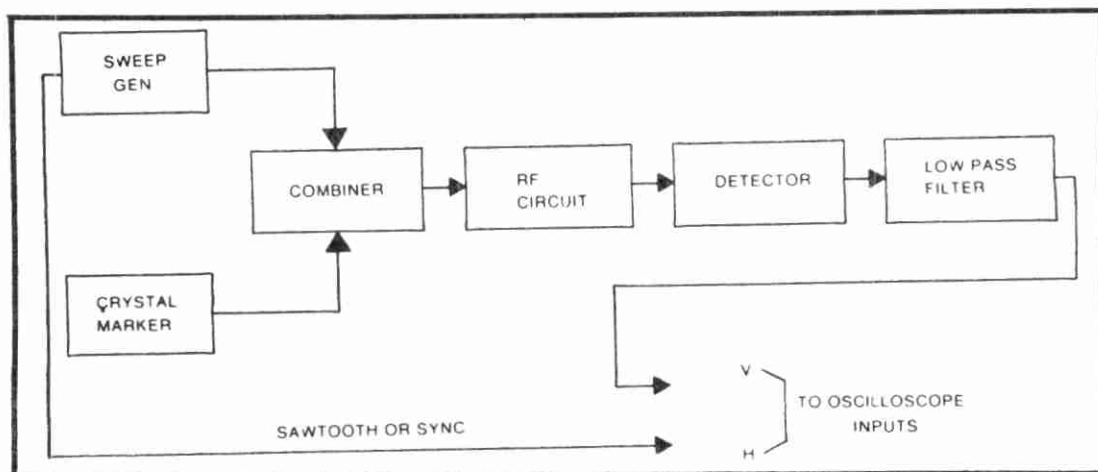 SWEEP
GEN
COMBINER
RF
CIRCUIT
DETECTOR
LOW PASS
FILTER
CRYSTAL
MARKER
V
TO OSCILLOSCOPE
INPUTS
SAWTOOTH OR SYNC
H